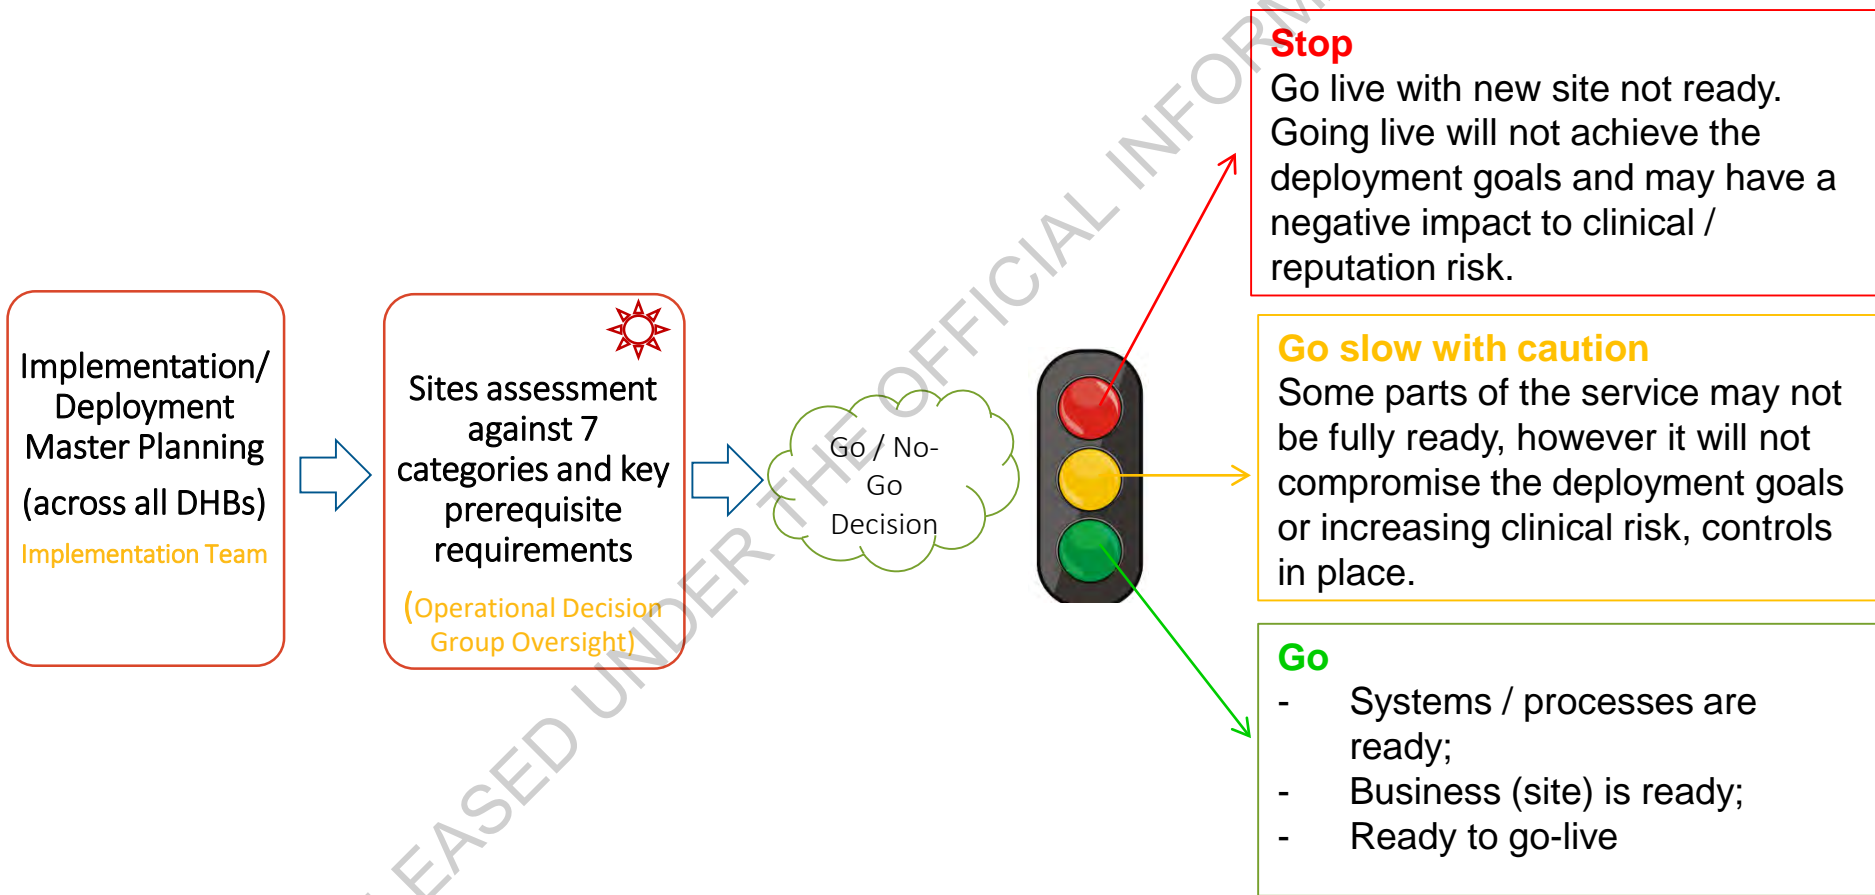 Implementation/
Deployment
Master Planning
(across all DHBs)
Implementation Team
Sites assessment
against 7
categories and key
prerequisite
requirements
(Operational Decision
Group Oversight)
Go / No-
Go
Decision
Stop
Go live with new site not ready.
Going live will not achieve the
deployment goals and may have a
negative impact to clinical /
reputation risk.
Go slow with caution
Some parts of the service may not
be fully ready, however it will not
compromise the deployment goals
or increasing clinical risk, controls
in place.
Go
- Systems / processes are
ready;
- Business (site) is ready;
- Ready to go-live
EASED UNDER THE OFFICIAL INFORM